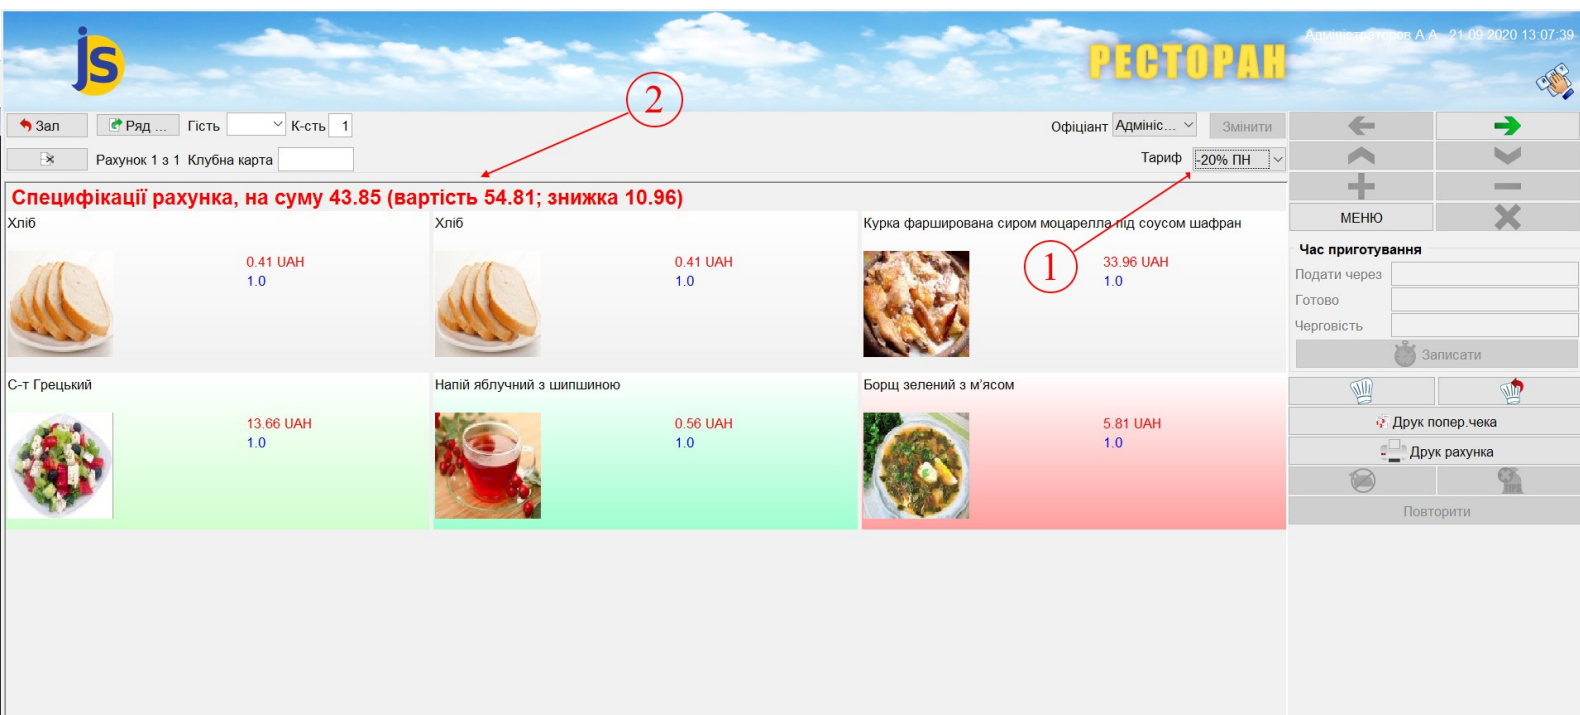 js
РЕСТОРАН
Адміністраторов А А 21.09.2020 13:07:39
2
Зал
Ряд ...
Гість
К-сть 1
Офіціант Адмініс...
Змінити
Рахунок 1 з 1 Клубна карта
Тариф -20% ПН
Специфікації рахунка, на суму 43.85 (вартість 54.81; знижка 10.96)
МЕНЮ
Хліб
0.41 UAH
1.0
Хліб
0.41 UAH
1.0
Курка фарширована сиром моцарелла під соусом шафран
1
33.96 UAH
1.0
Час приготування
Подати через
Готово
Черговість
Записати
С-т Грецький
13.66 UAH
1.0
Напій яблучний з шипшиною
0.56 UAH
1.0
Борщ зелений з м'ясом
5.81 UAH
1.0
Друк попер.чека
Друк рахунка
TIPS
Повторити